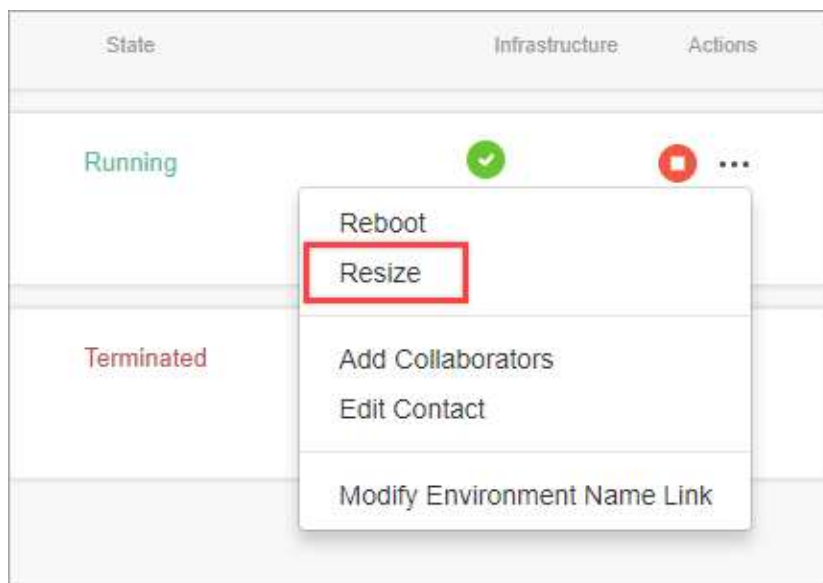 State Infrastructure Actions
Running
Reboot
Resize
Terminated
Add Collaborators
Edit Contact
Modify Environment Name Link